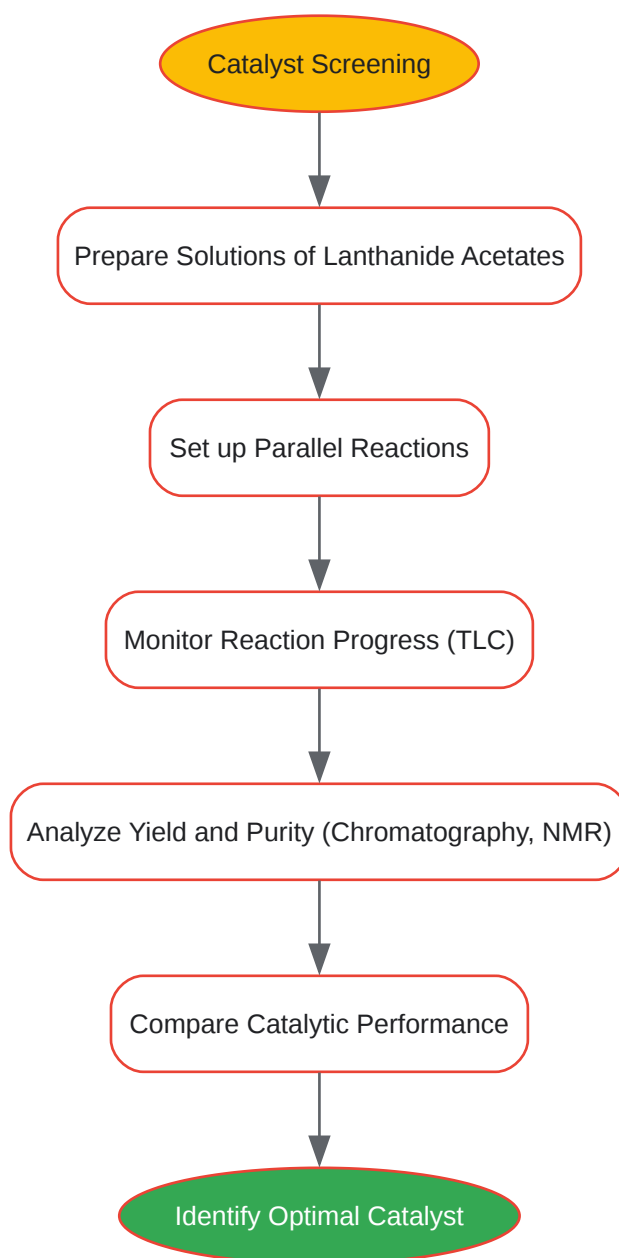 Catalyst Screening
Prepare Solutions of Lanthanide Acetates
Set up Parallel Reactions
Monitor Reaction Progress (TLC)
Analyze Yield and Purity (Chromatography, NMR)
Compare Catalytic Performance
Identify Optimal Catalyst